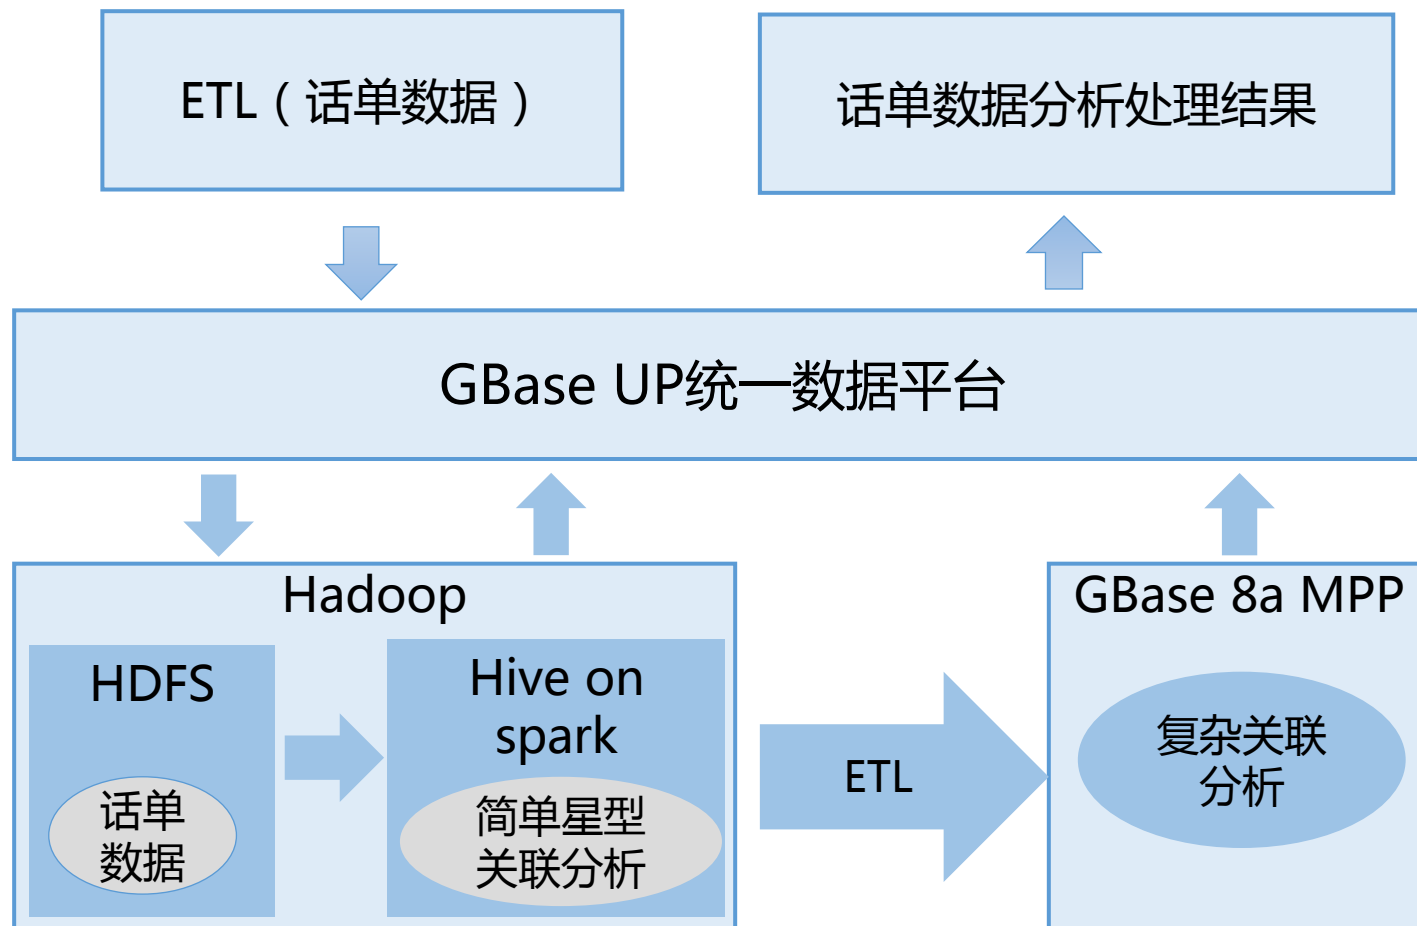 ETL（话单数据）
话单数据分析处理结果
GBase UP统一数据平台
Hadoop
HDFS
话单
数据
Hive on
spark
简单星型
关联分析
ETL
GBase 8a MPP
复杂关联
分析